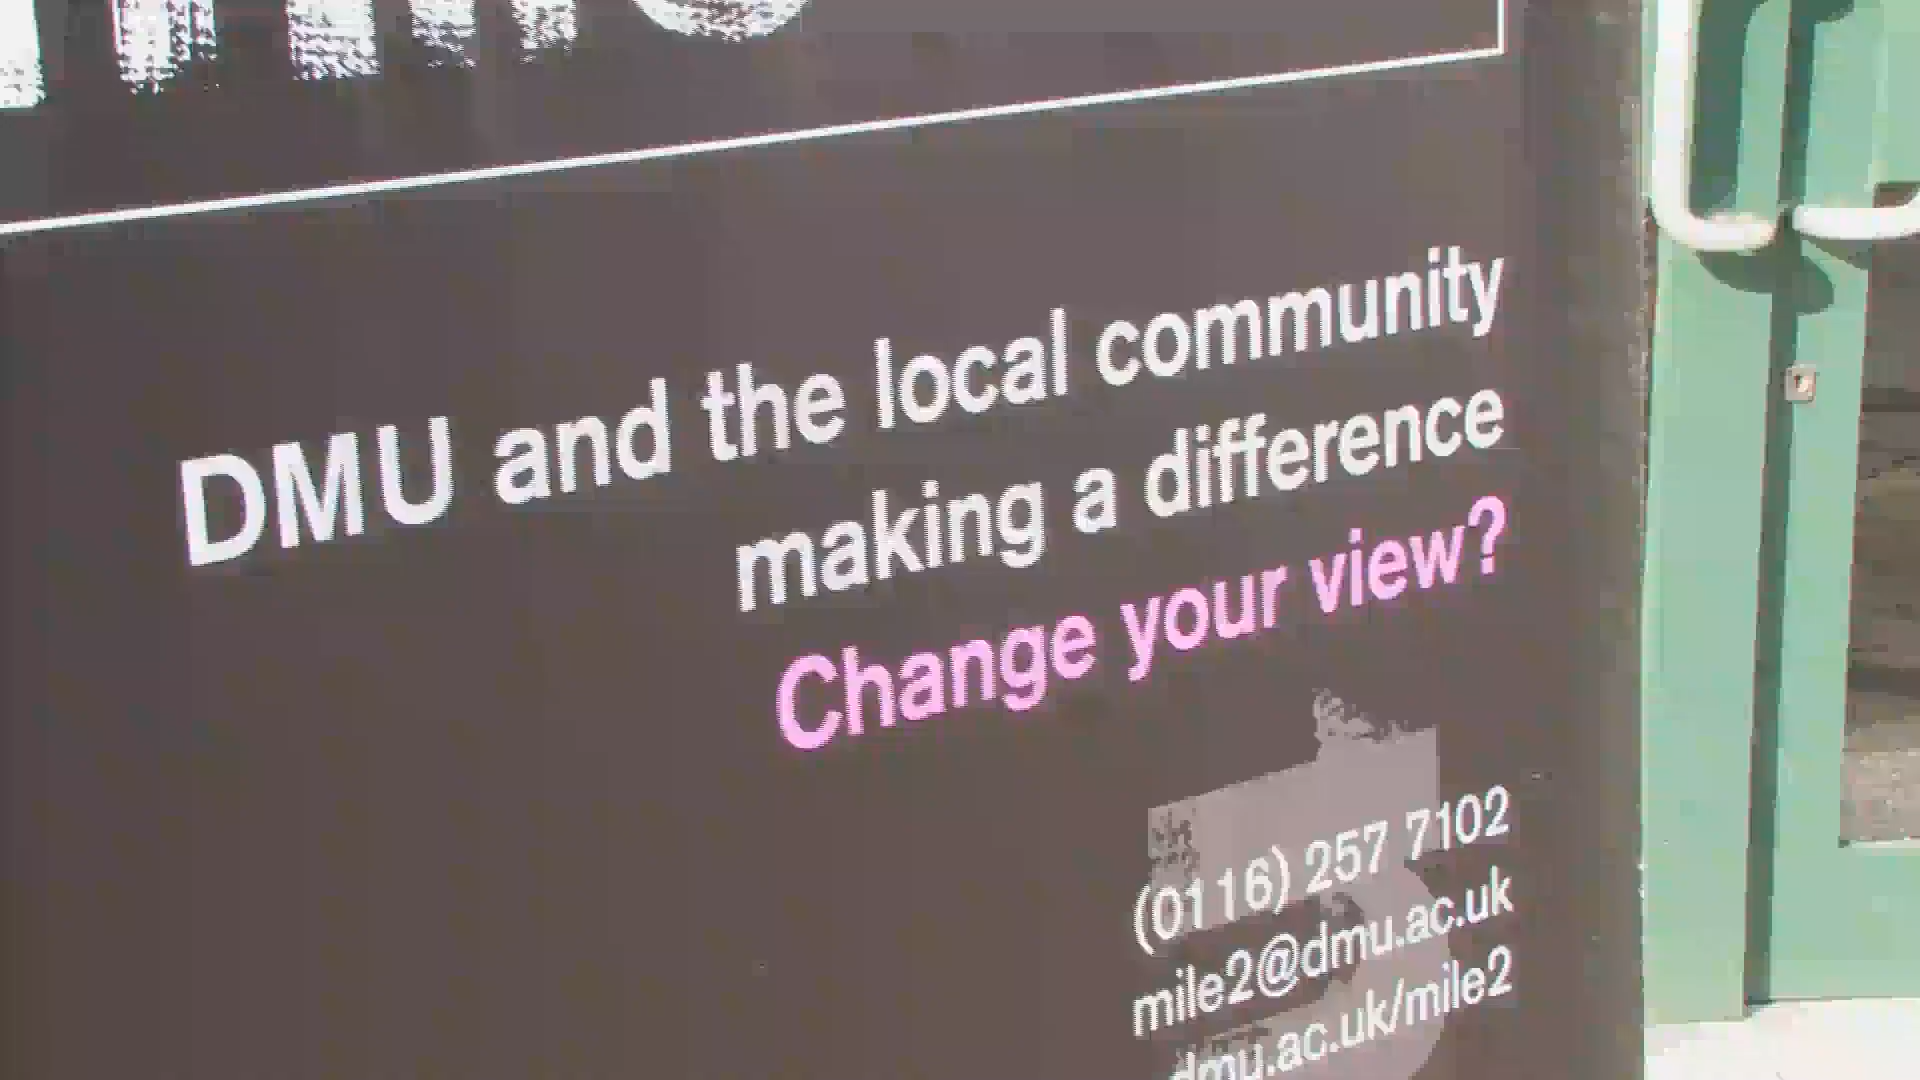 DMU and the local community
making a difference
Change your view?
(0116) 257 7102
mile2@dmu.ac.uk
dmu.ac.uk/mile2